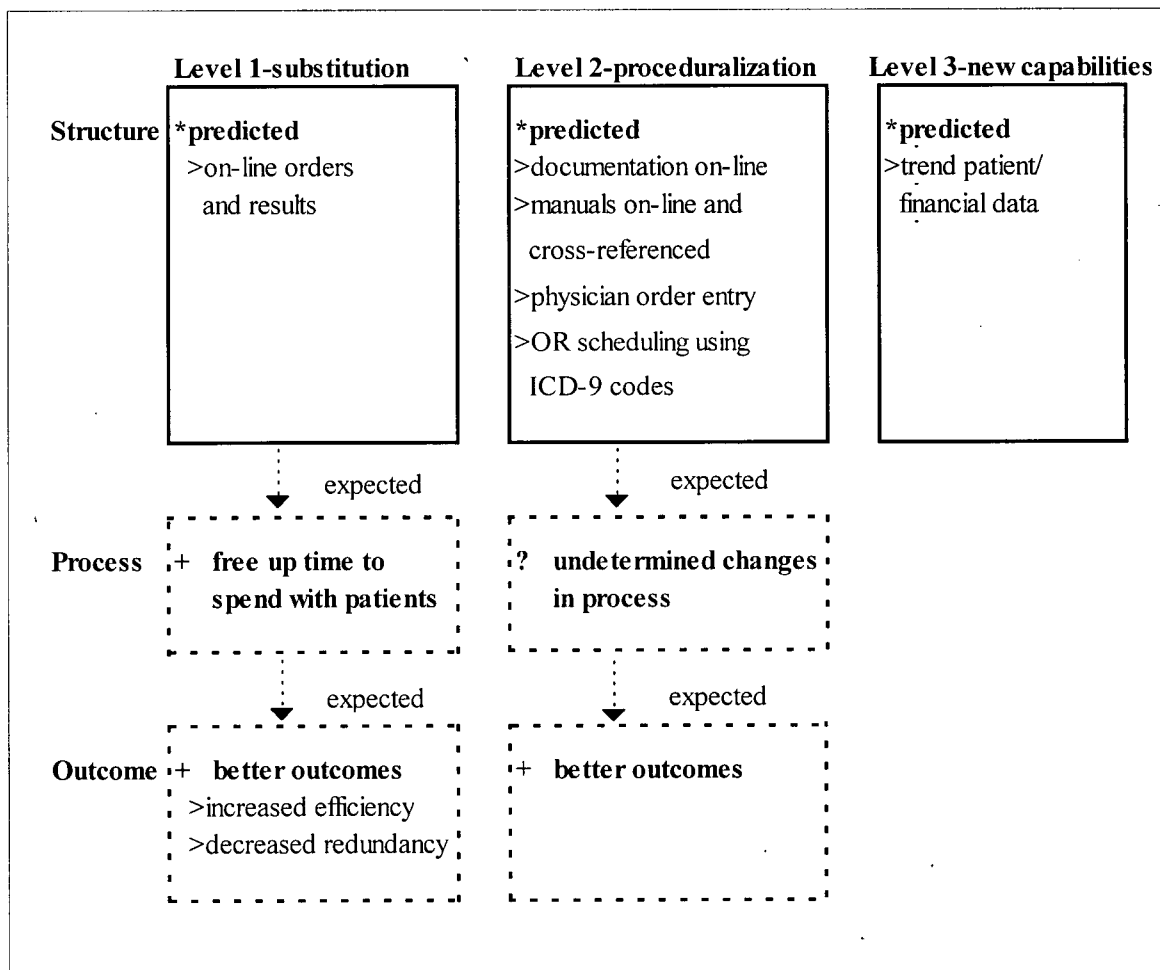 Level 1-substitution
Level 2-proceduralization
Level 3-new capabilities
Structure
*predicted
>on-line orders
and results
*predicted
>documentation on-line
>manuals on-line and
cross-referenced
>physician order entry
>OR scheduling using
ICD-9 codes
*predicted
>trend patient/
financial data
expected
expected
Process
+ free up time to
spend with patients
? undetermined changes
in process
expected
expected
Outcome
+ better outcomes
>increased efficiency
>decreased redundancy
+ better outcomes